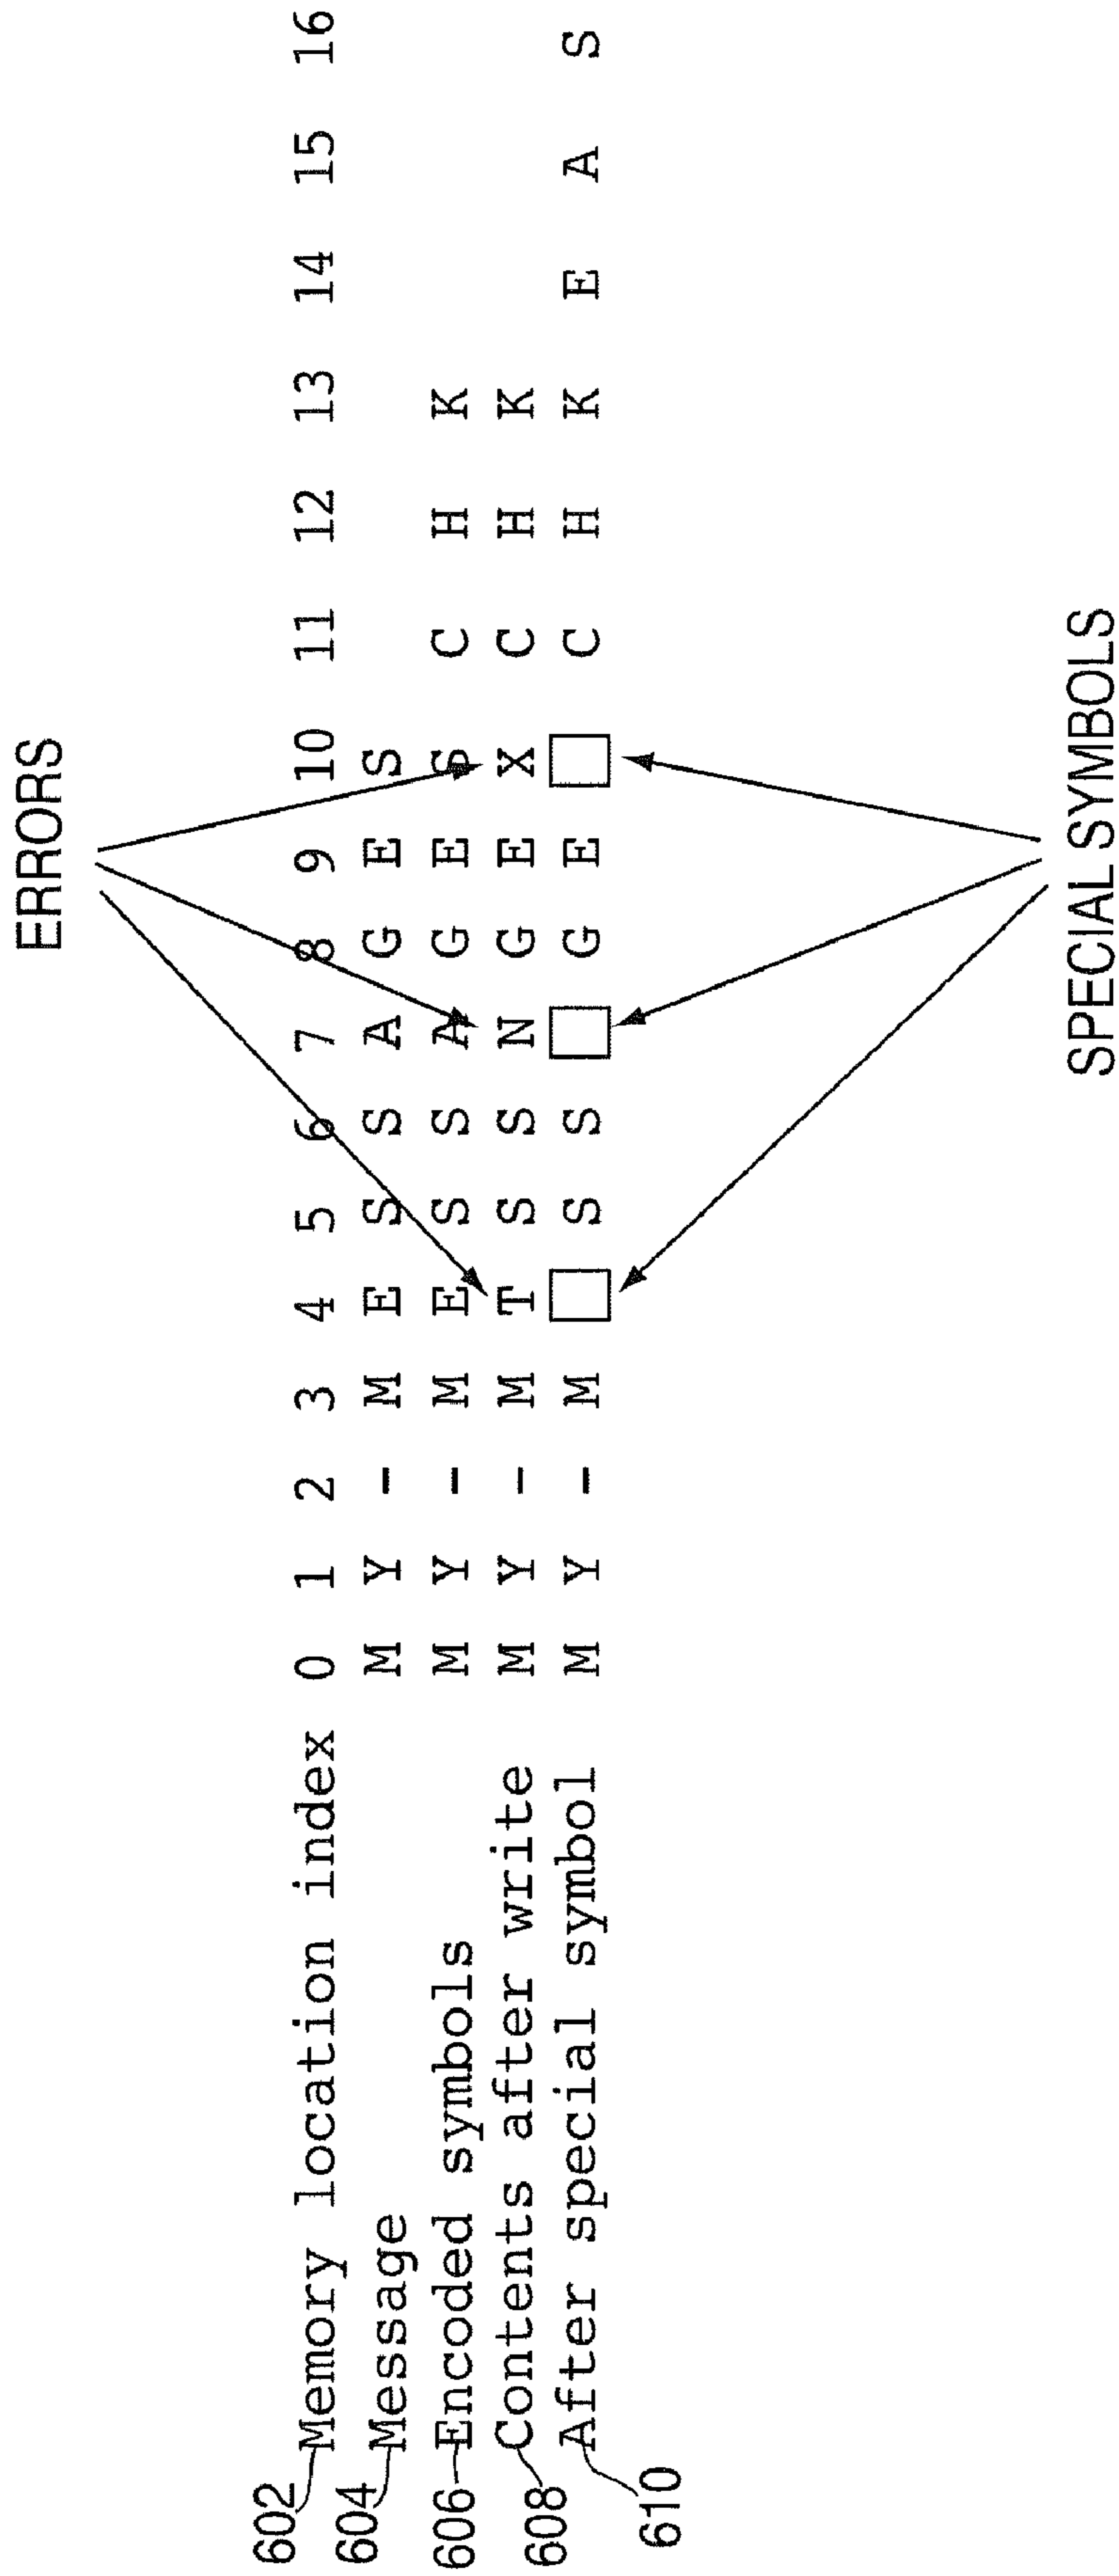 ERRORS
602 Memory location index 0 1 2 3 4 5 6 7 8 9 10 11 12 13 14 15 16
604 Message M Y - M E S S A G E S
606 Encoded symbols M Y - M E S S A G E S C H K
608 Contents after write M Y - M T S S N G E X C H K
610 After special symbol M Y - M □ S S □ G E □ C H K E A S
SPECIAL SYMBOLS